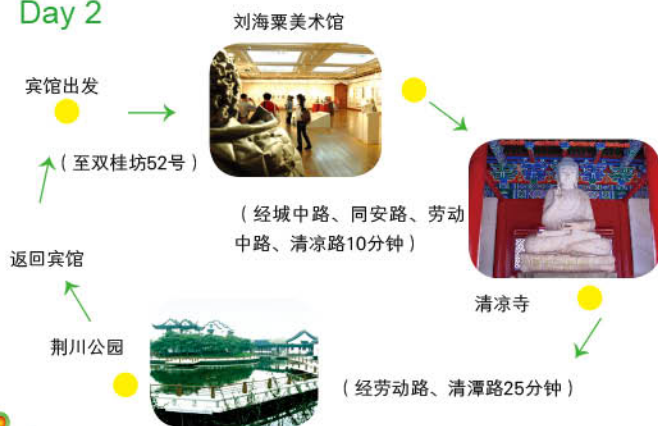 Day 2
刘海粟美术馆
宾馆出发
（至双桂坊52号）
（经城中路、同安路、劳动
中路、清凉路10分钟）
清凉寺
（经劳动路、清潭路25分钟）
荆川公园
返回宾馆